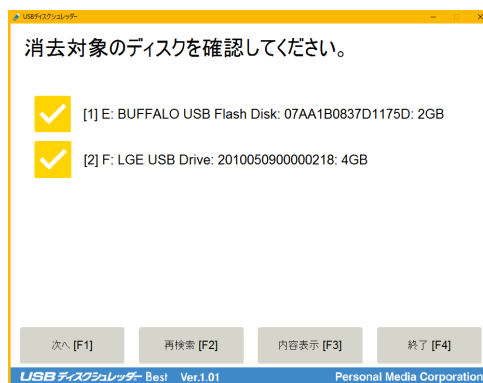 USBディスクシュレッダー
消去対象のディスクを確認してください。
[1] E: BUFFALO USB Flash Disk: 07AA1B0837D1175D: 2GB
[2] F: LGE USB Drive: 2010050900000218: 4GB
次へ [F1]
再検索 [F2]
内容表示 [F3]
終了 [F4]
USB ディスクシュレッダー Best Ver.1.01
Personal Media Corporation